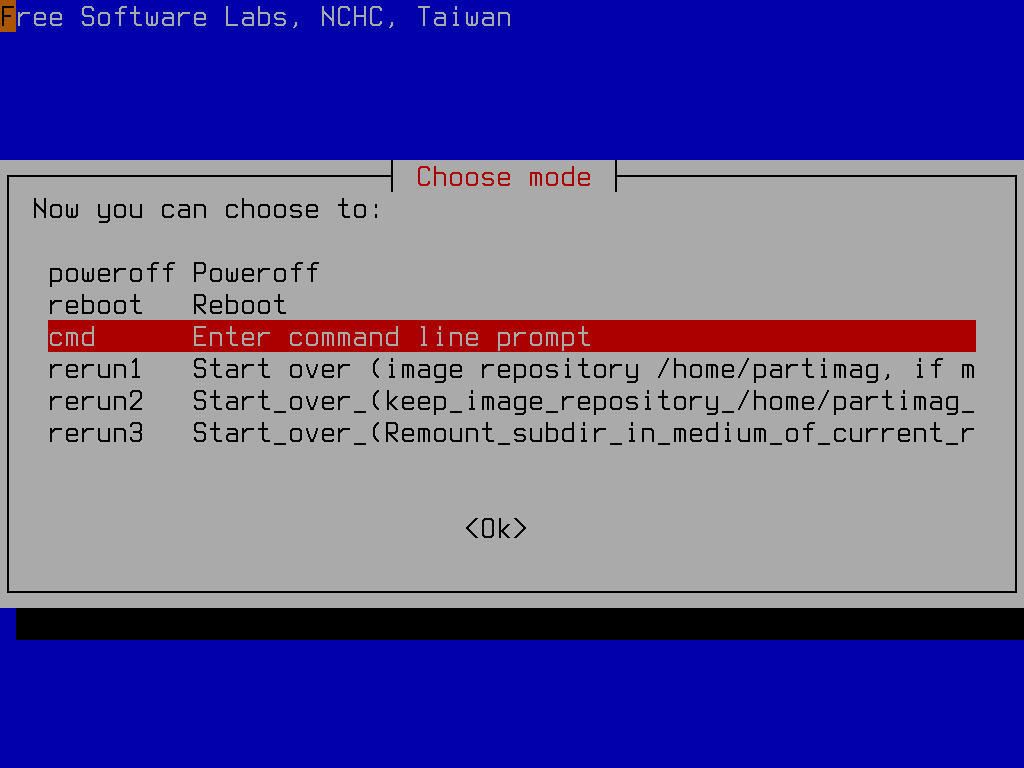 Free Software Labs, NCHC, Taiwan
Choose mode
Now you can choose to:
poweroff Poweroff
reboot Reboot
cmd Enter command line prompt
rerun1 Start over (image repository /home/partimag, if m
rerun2 Start_over_(keep_image_repository_/home/partimag_
rerun3 Start_over_(Remount_subdir_in_medium_of_current_r
<Ok>